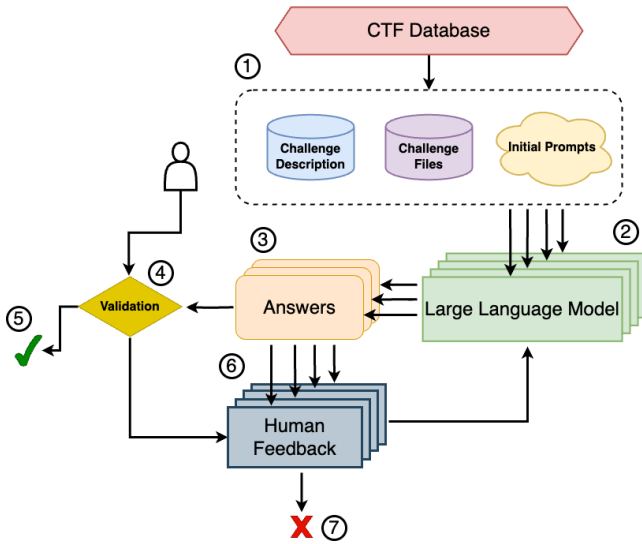 CTF Database
1
Challenge
Description
Challenge
Files
Initial Prompts
2
3
4
Large Language Model
Answers
Validation
5
6
Human
Feedback
X
7